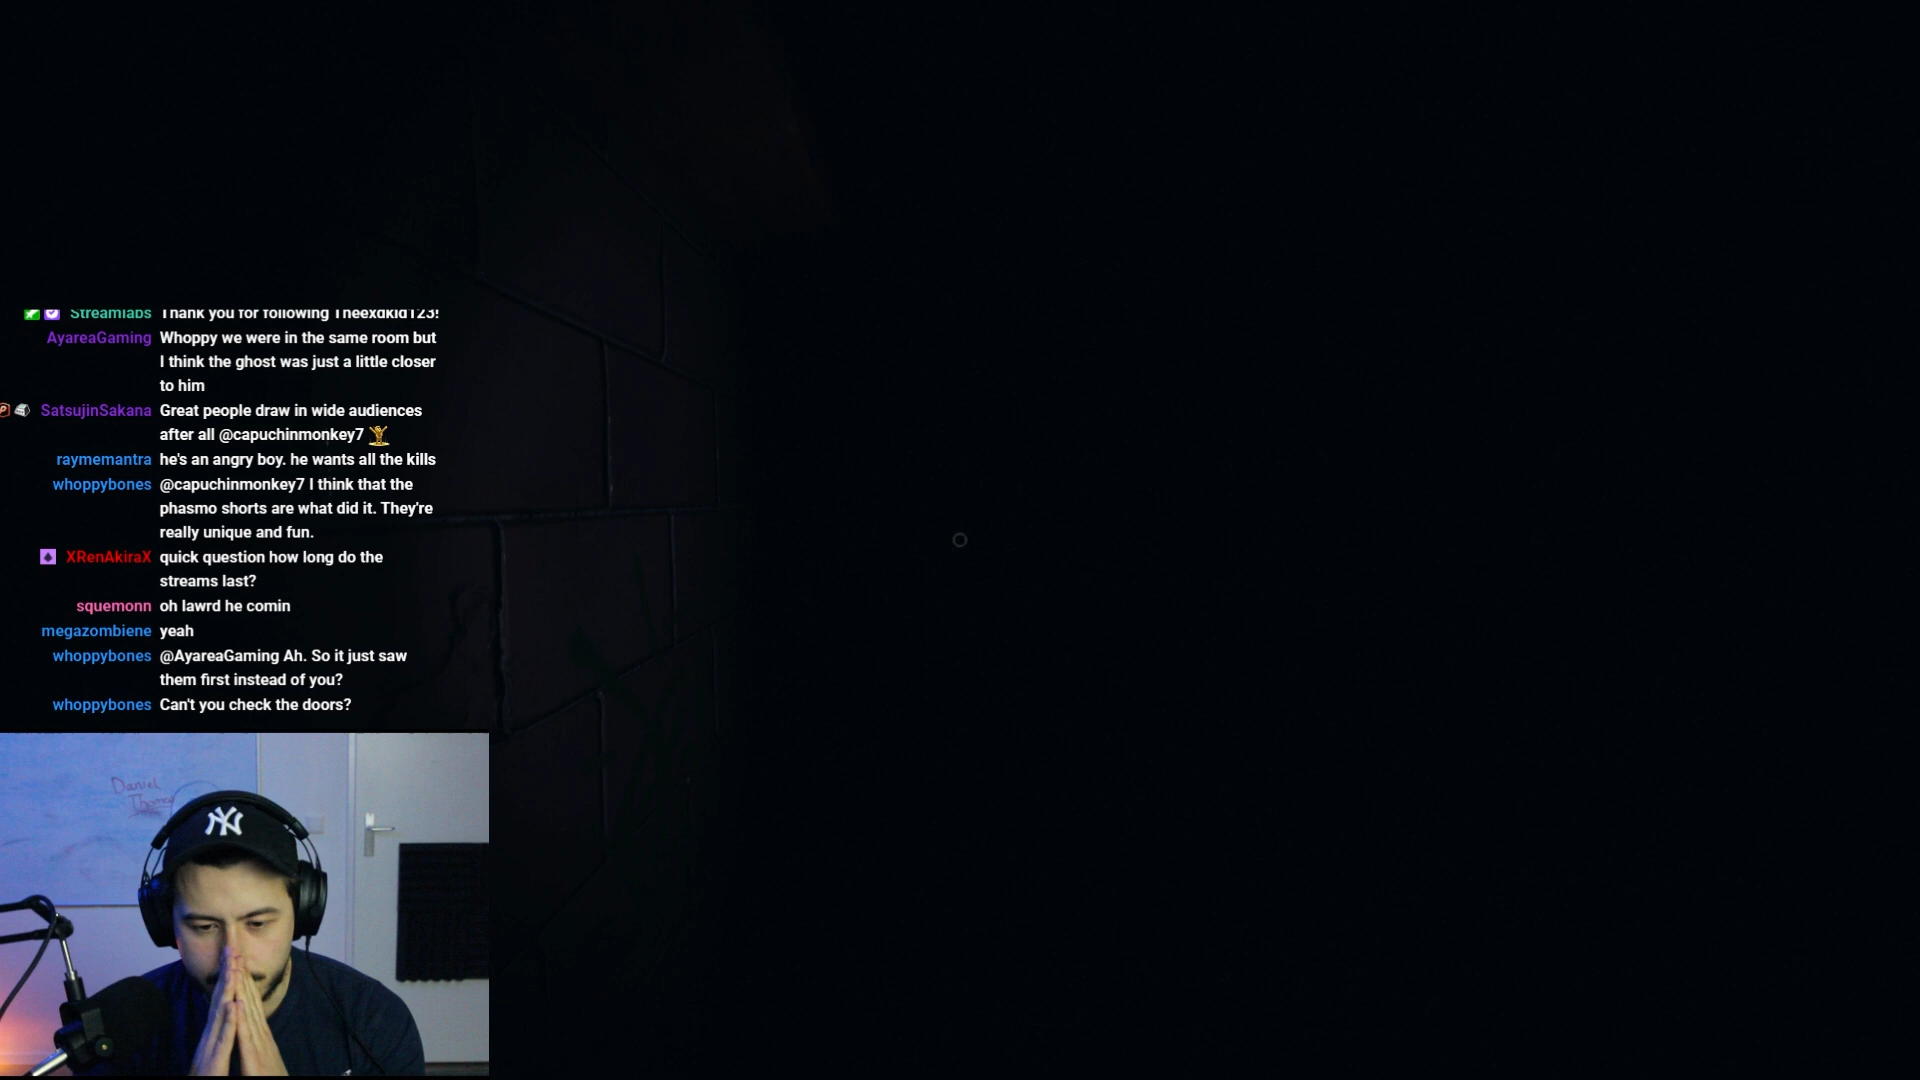 Streamlabs Thank you for following Theexdkid123!
AyareaGaming Whoppy we were in the same room but
I think the ghost was just a little closer
to him
SatsujinSakana Great people draw in wide audiences
after all @capuchinmonkey7
raymemantra he's an angry boy. he wants all the kills
whoppybones @capuchinmonkey7 I think that the
phasmo shorts are what did it. They're
really unique and fun.
XRenAkiraX quick question how long do the
streams last?
squemonn oh lawrd he comin
megazombiene yeah
whoppybones @AyareaGaming Ah. So it just saw
them first instead of you?
whoppybones Can't you check the doors?
Daniel
Thomas
NY